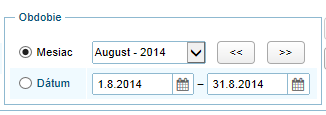 Obdobie
Mesiac August - 2014 << >>
Dátum 1.8.2014 – 31.8.2014